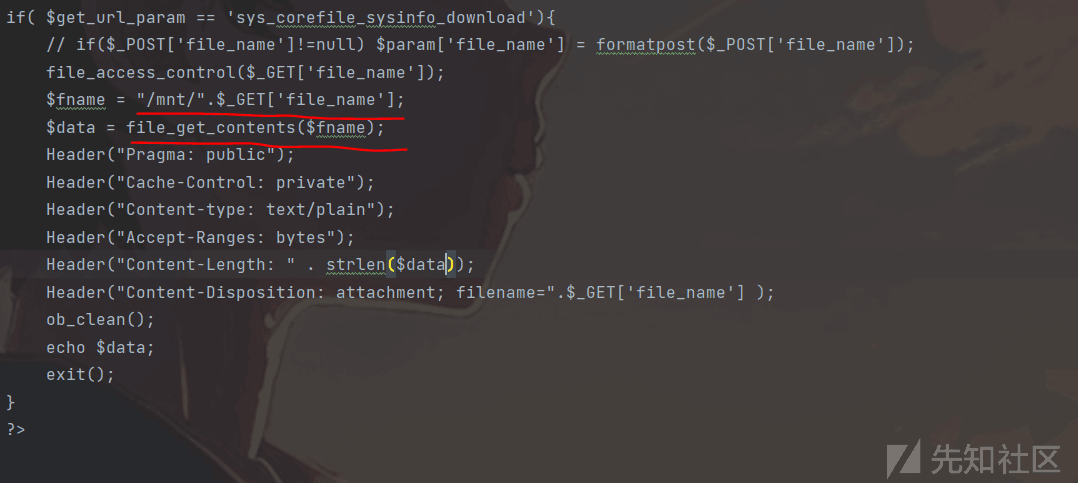 if( $get_url_param == 'sys_corefile_sysinfo_download'){
// if($_POST['file_name']!=null) $param['file_name'] = formatpost($_POST['file_name']);
file_access_control($_GET['file_name']);
$fname = "/mnt/".$_GET['file_name'];
$data = file_get_contents($fname);
Header("Pragma: public");
Header("Cache-Control: private");
Header("Content-type: text/plain");
Header("Accept-Ranges: bytes");
Header("Content-Length: " . strlen($data));
Header("Content-Disposition: attachment; filename=".$_GET['file_name'] );
ob_clean();
echo $data;
exit();
}
?>
先知社区